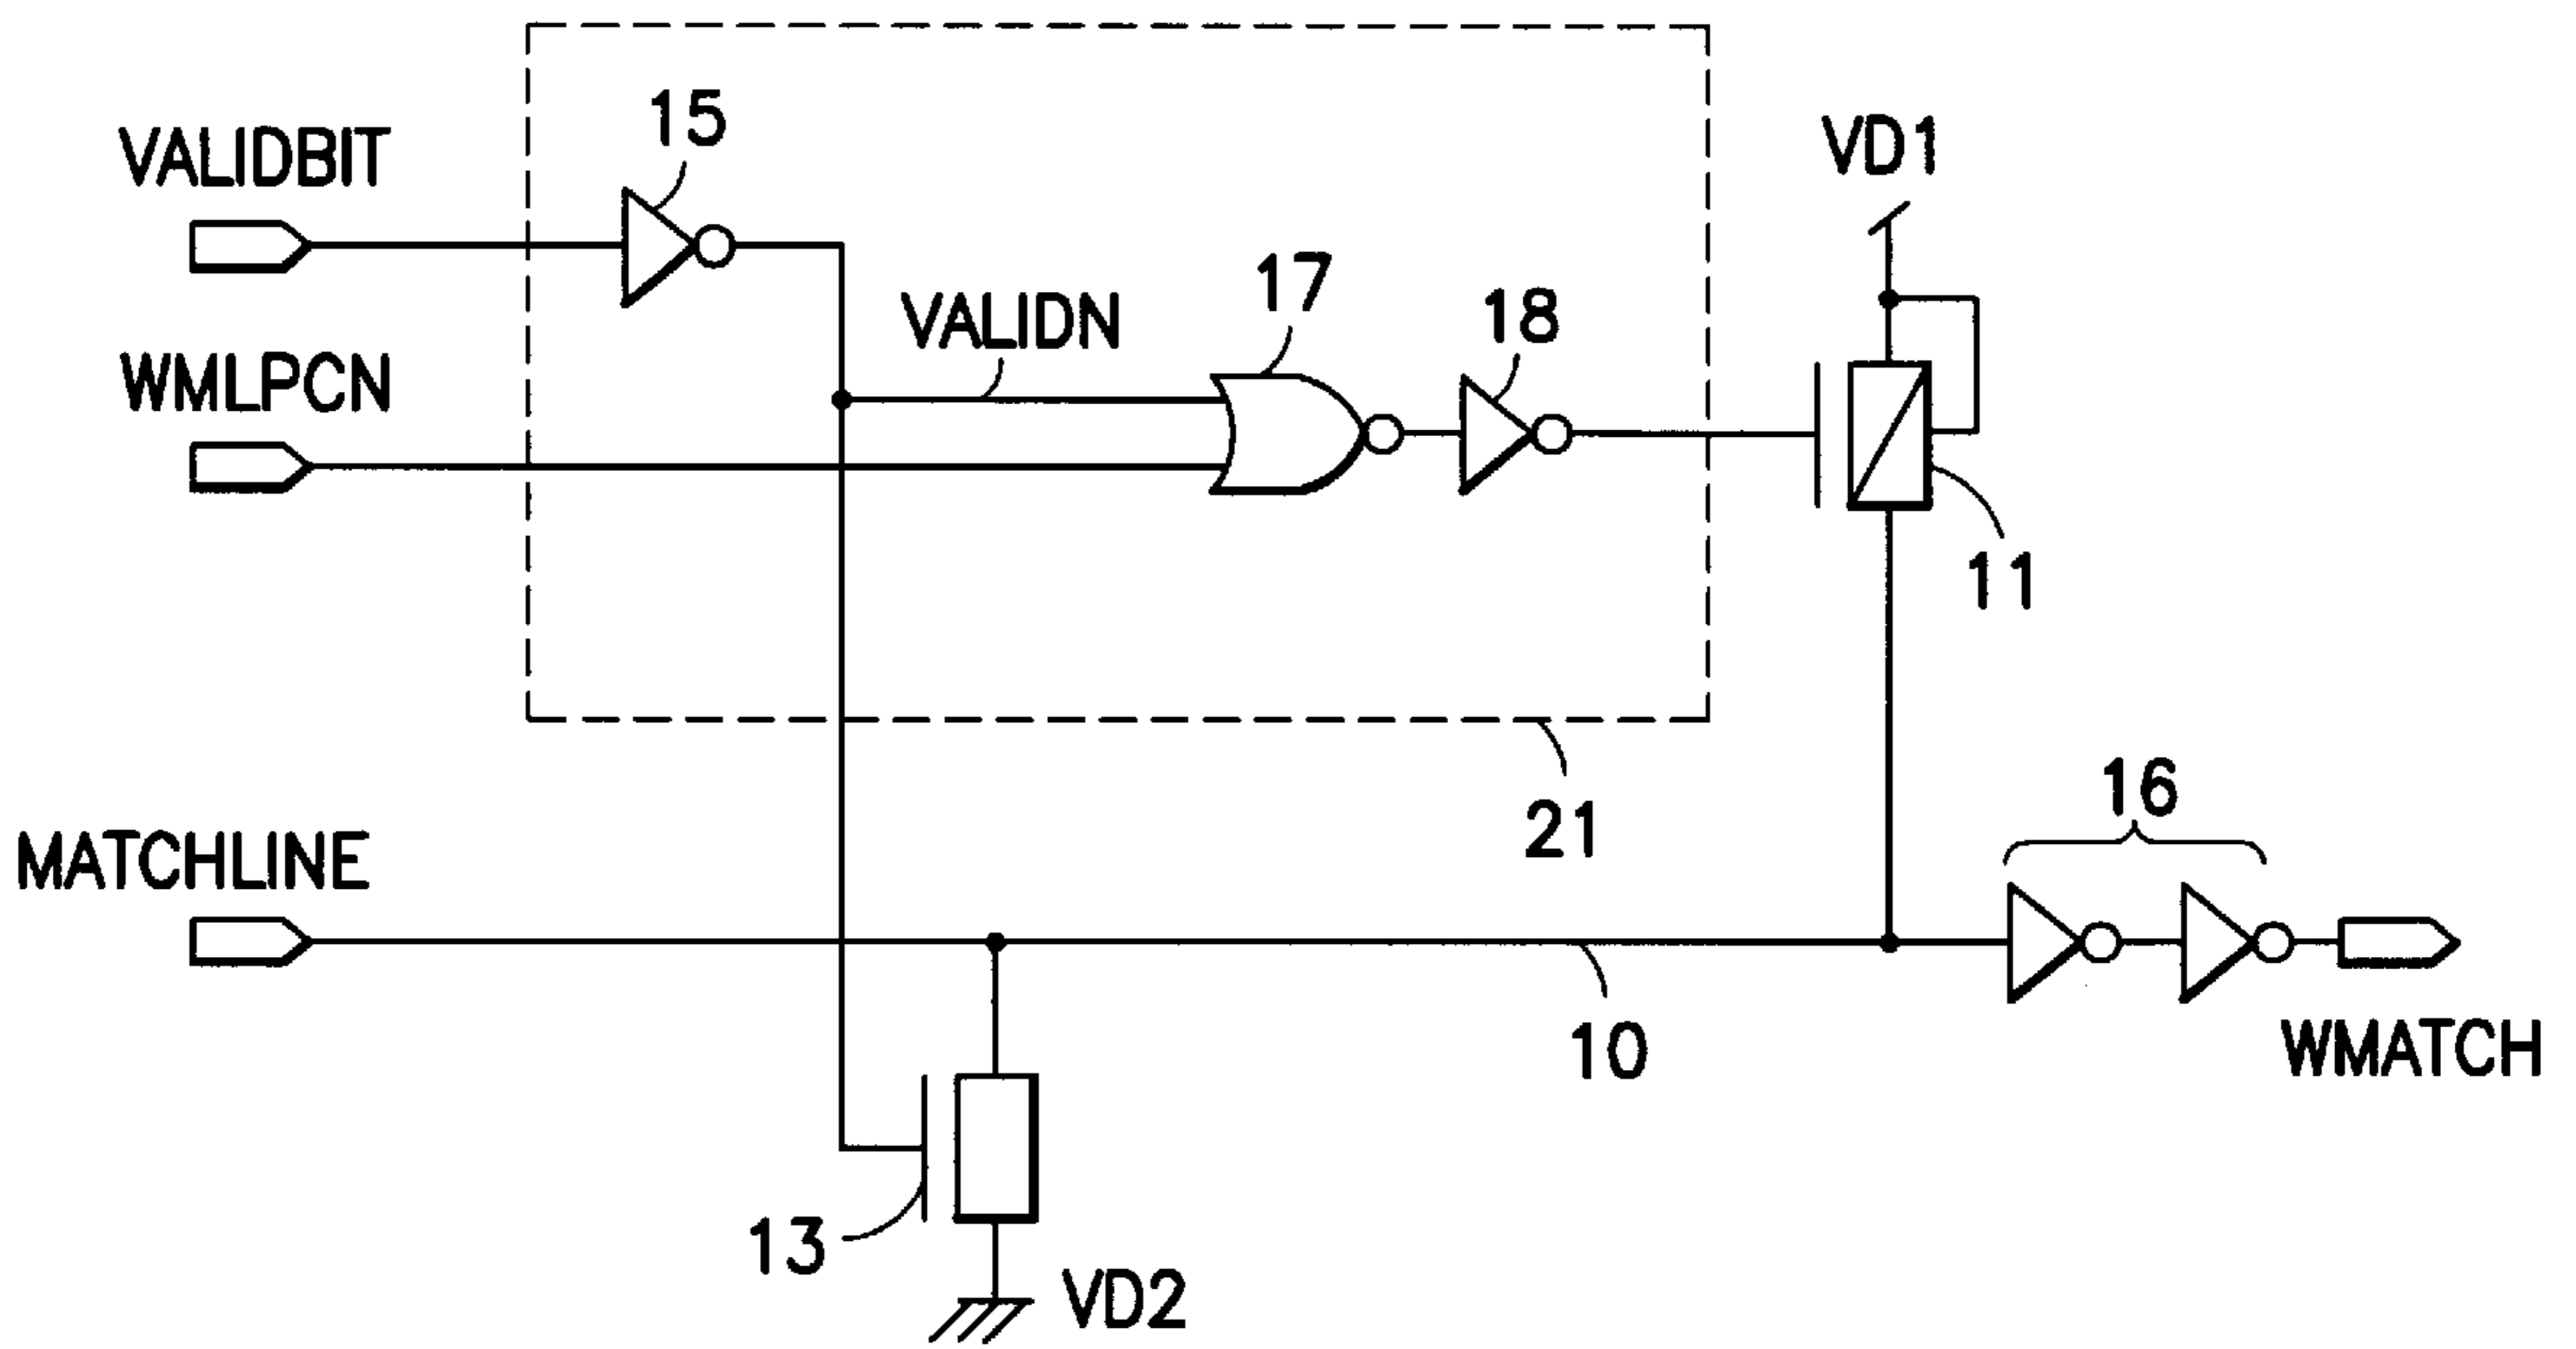 15
VALIDBIT
VD1
17
VALIDN
18
WMLPCN
11
21
16
MATCHLINE
10
WMATCH
13
VD2